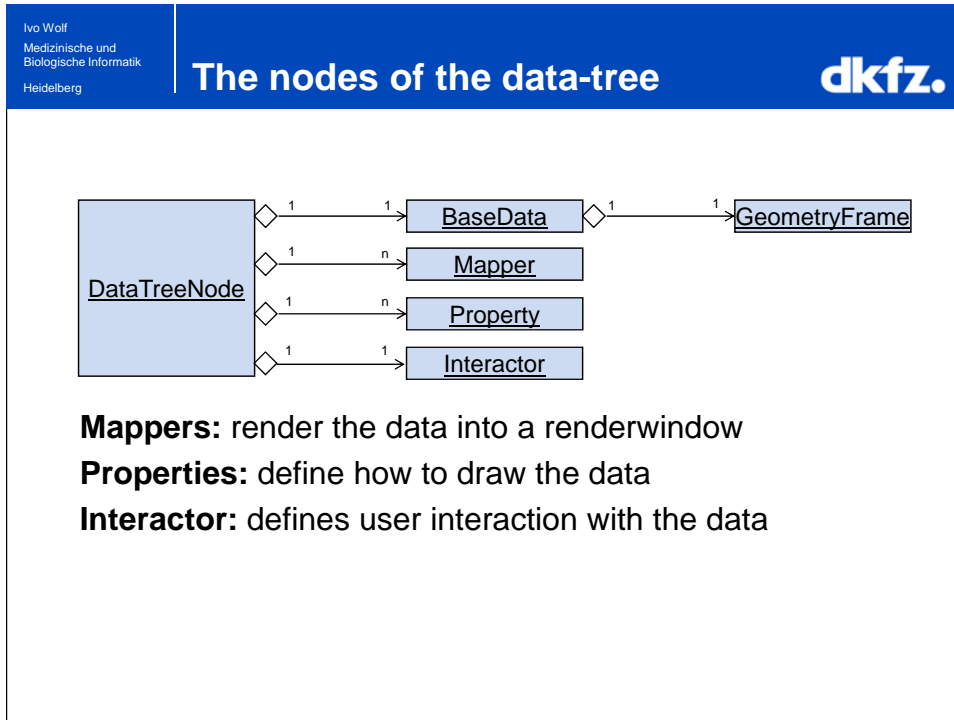 Ivo Wolf
Medizinische und
Biologische Informatik
Heidelberg
The nodes of the data-tree
dkfz.
DataTreeNode
1 1
BaseData
1 1
GeometryFrame
1 n
Mapper
1 n
Property
1 1
Interactor
Mappers: render the data into a renderwindow
Properties: define how to draw the data
Interactor: defines user interaction with the data